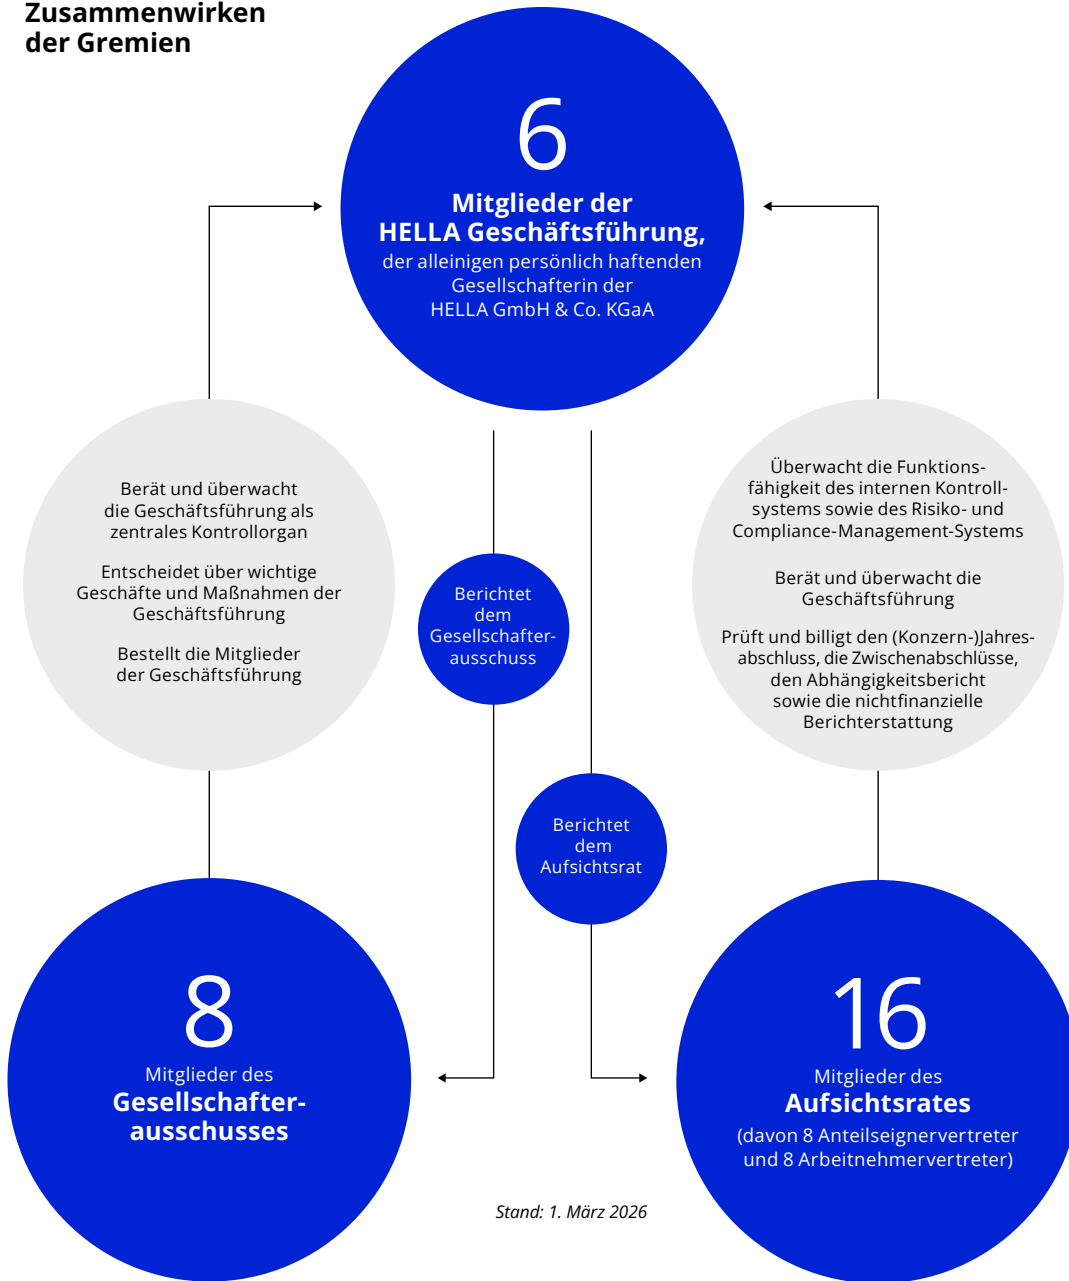 Zusammenwirken
der Gremien
6
Mitglieder der
HELLA Geschäftsführung,
der alleinigen persönlich haftenden
Gesellschafterin der
HELLA GmbH & Co. KGaA
Berät und überwacht
die Geschäftsführung als
zentrales Kontrollorgan
Entscheidet über wichtige
Geschäfte und Maßnahmen der
Geschäftsführung
Bestellt die Mitglieder
der Geschäftsführung
Berichtet
dem
Gesellschafter-
ausschuss
Berichtet
dem
Aufsichtsrat
Überwacht die Funktions-
fähigkeit des internen Kontroll-
systems sowie des Risiko- und
Compliance-Management-Systems
Berät und überwacht die
Geschäftsführung
Prüft und billigt den (Konzern-)Jahres-
abschluss, die Zwischenabschlüsse,
den Abhängigkeitsbericht
sowie die nichtfinanzielle
Berichterstattung
8
Mitglieder des
Gesellschafter-
ausschusses
16
Mitglieder des
Aufsichtsrates
(davon 8 Anteilseignervertreter
und 8 Arbeitnehmervertreter)
Stand: 1. März 2026